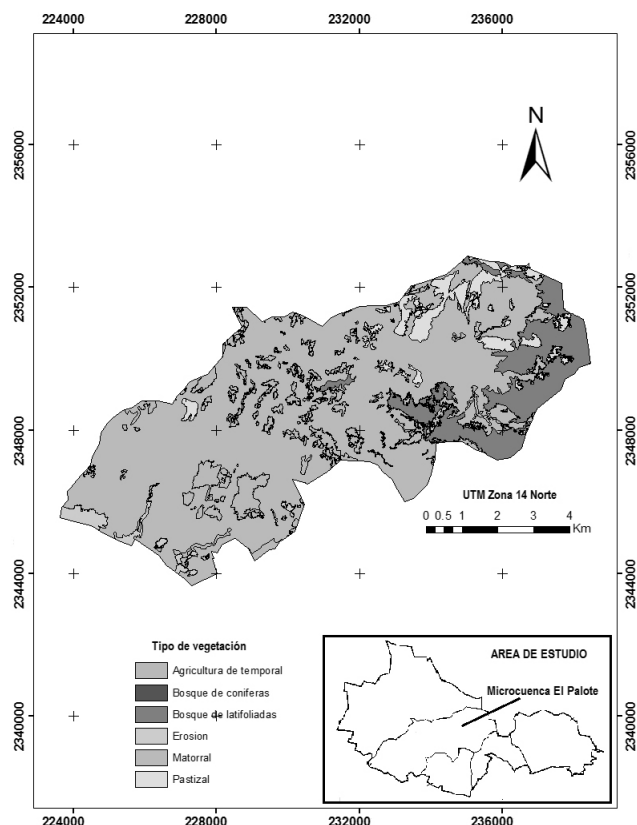 224000 228000 232000 236000
N
2356000 2356000
2352000 2352000
2348000 2348000
UTM Zona 14 Norte
0 0.5 1 2 3 4
Km
2344000 2344000
Tipo de vegetación
Agricultura de temporal
Bosque de coniferas
Bosque de latifoliadas
Erosion
Matorral
Pastizal
AREA DE ESTUDIO
Microcuenca El Palote
2340000 2340000
224000 228000 232000 236000